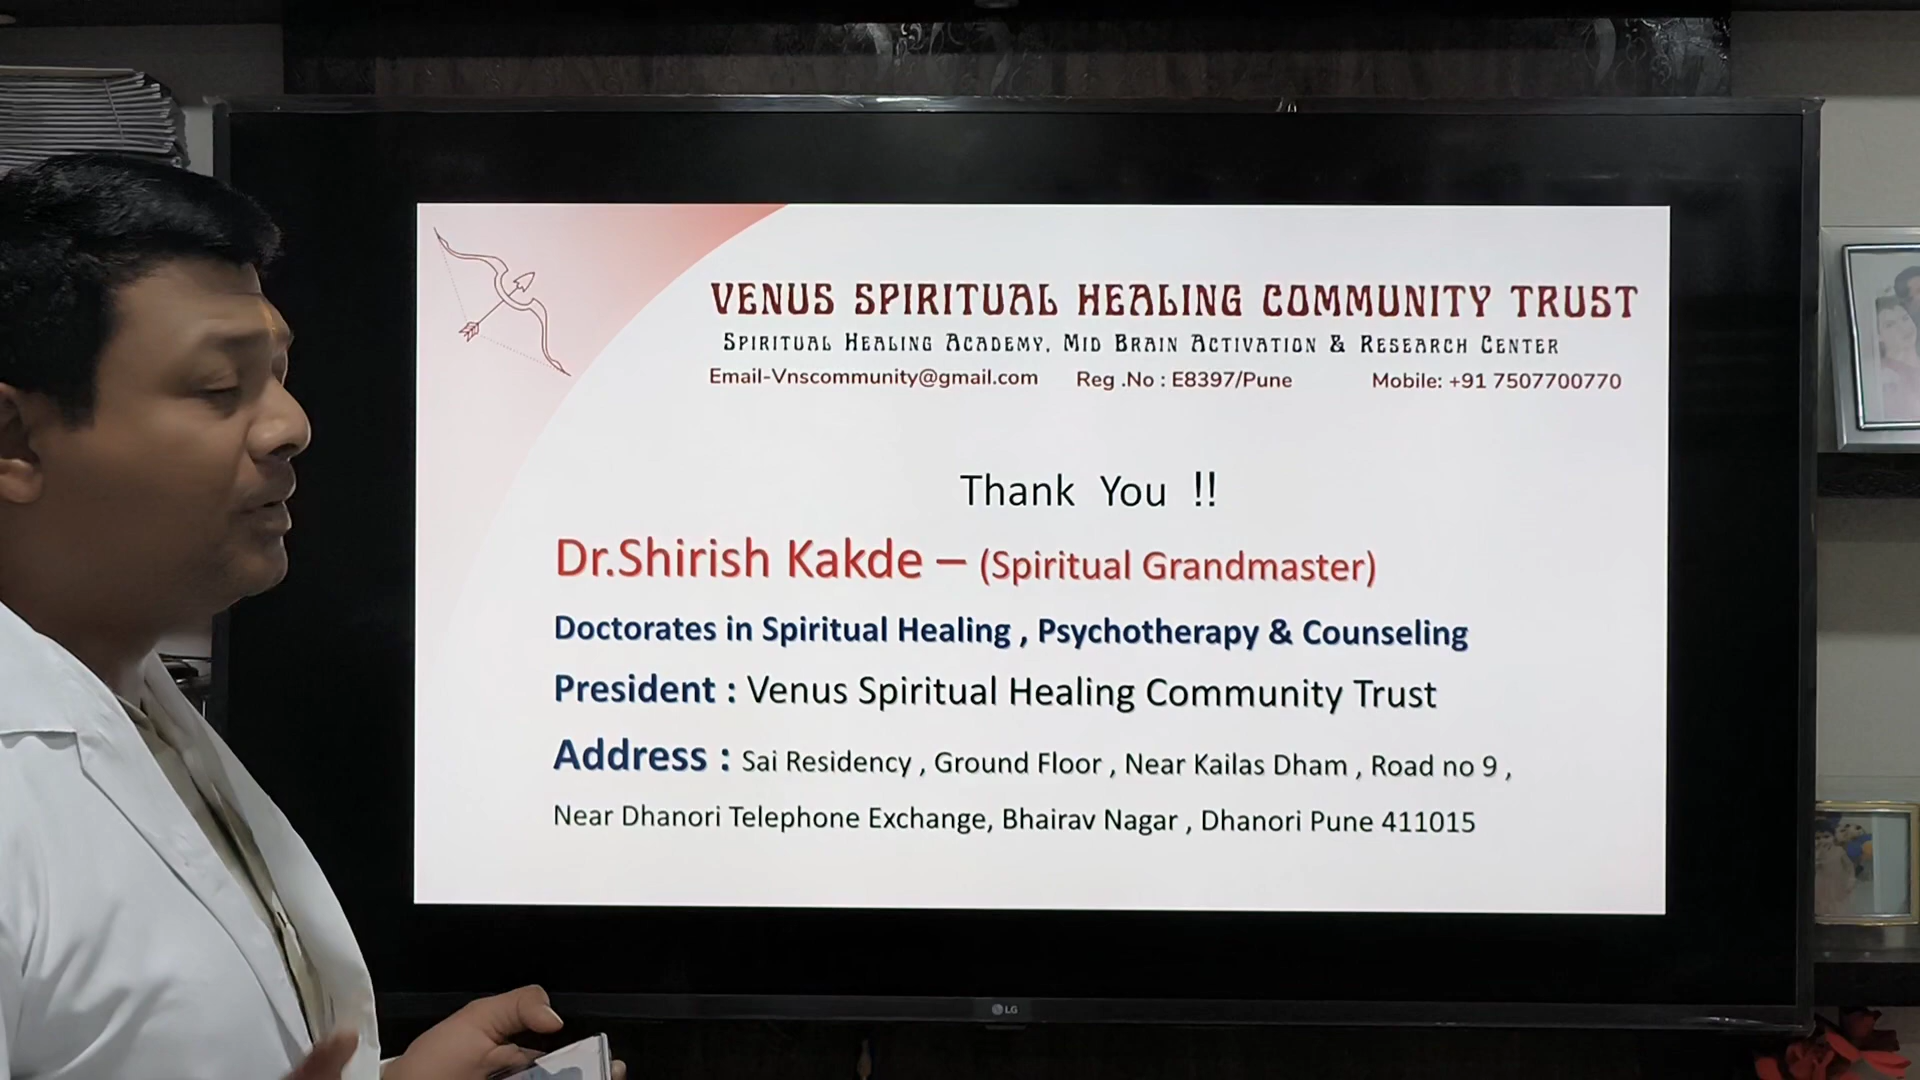 VENUS SPIRITUAL HEALING COMMUNITY TRUST
SPIRITUAL HEALING ACADEMY, MID BRAIN ACTIVATION & RESEARCH CENTER
Email-Vnscommunity@gmail.com Reg .No : E8397/Pune Mobile: +91 7507700770
Thank You !!
Dr.Shirish Kakde – (Spiritual Grandmaster)
Doctorates in Spiritual Healing , Psychotherapy & Counseling
President : Venus Spiritual Healing Community Trust
Address : Sai Residency , Ground Floor , Near Kailas Dham , Road no 9 ,
Near Dhanori Telephone Exchange, Bhairav Nagar , Dhanori Pune 411015
LG